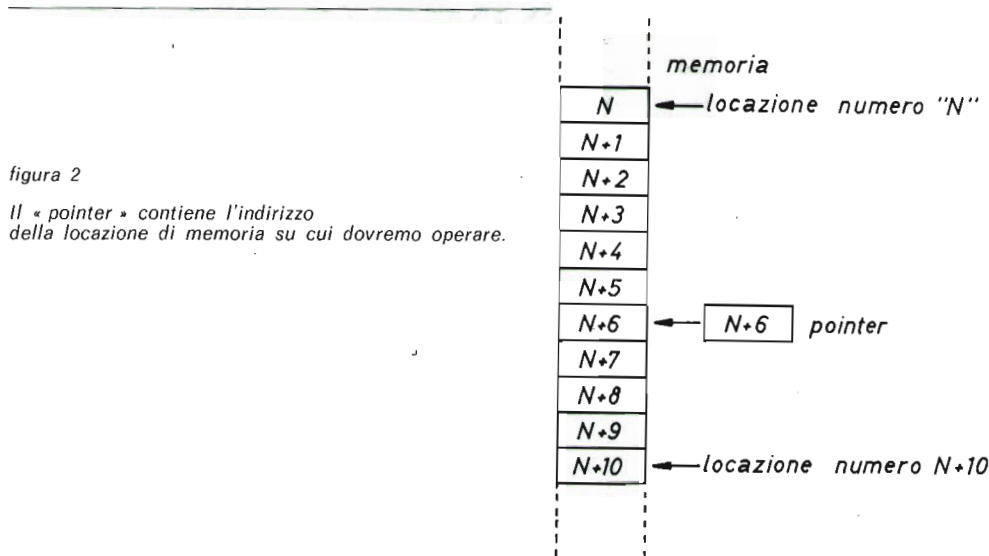 memoria
N
locazione numero "N"
N+1
N+2
figura 2
N+3
Il « pointer » contiene l'indirizzo
della locazione di memoria su cui dovremo operare.
N+4
N+5
N+6
N+6
pointer
N+7
N+8
N+9
N+10
locazione numero N+10